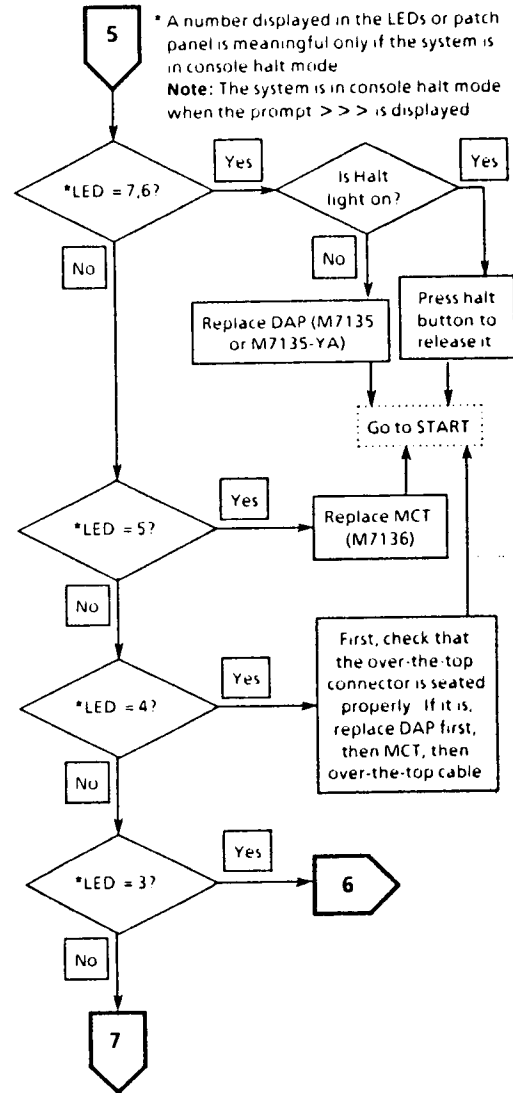 5
* A number displayed in the LEDs or patch
panel is meaningful only if the system is
in console halt mode
Note: The system is in console halt mode
when the prompt > > > is displayed
*LED = 7,6?
Yes
Is Halt
light on?
Yes
No
No
Replace DAP (M7135
or M7135-YA)
Press halt
button to
release it
Go to START
*LED = 5?
Yes
Replace MCT
(M7136)
No
*LED = 4?
Yes
First, check that
the over-the-top
connector is seated
properly If it is,
replace DAP first,
then MCT, then
over-the-top cable
No
*LED = 3?
Yes
6
No
7